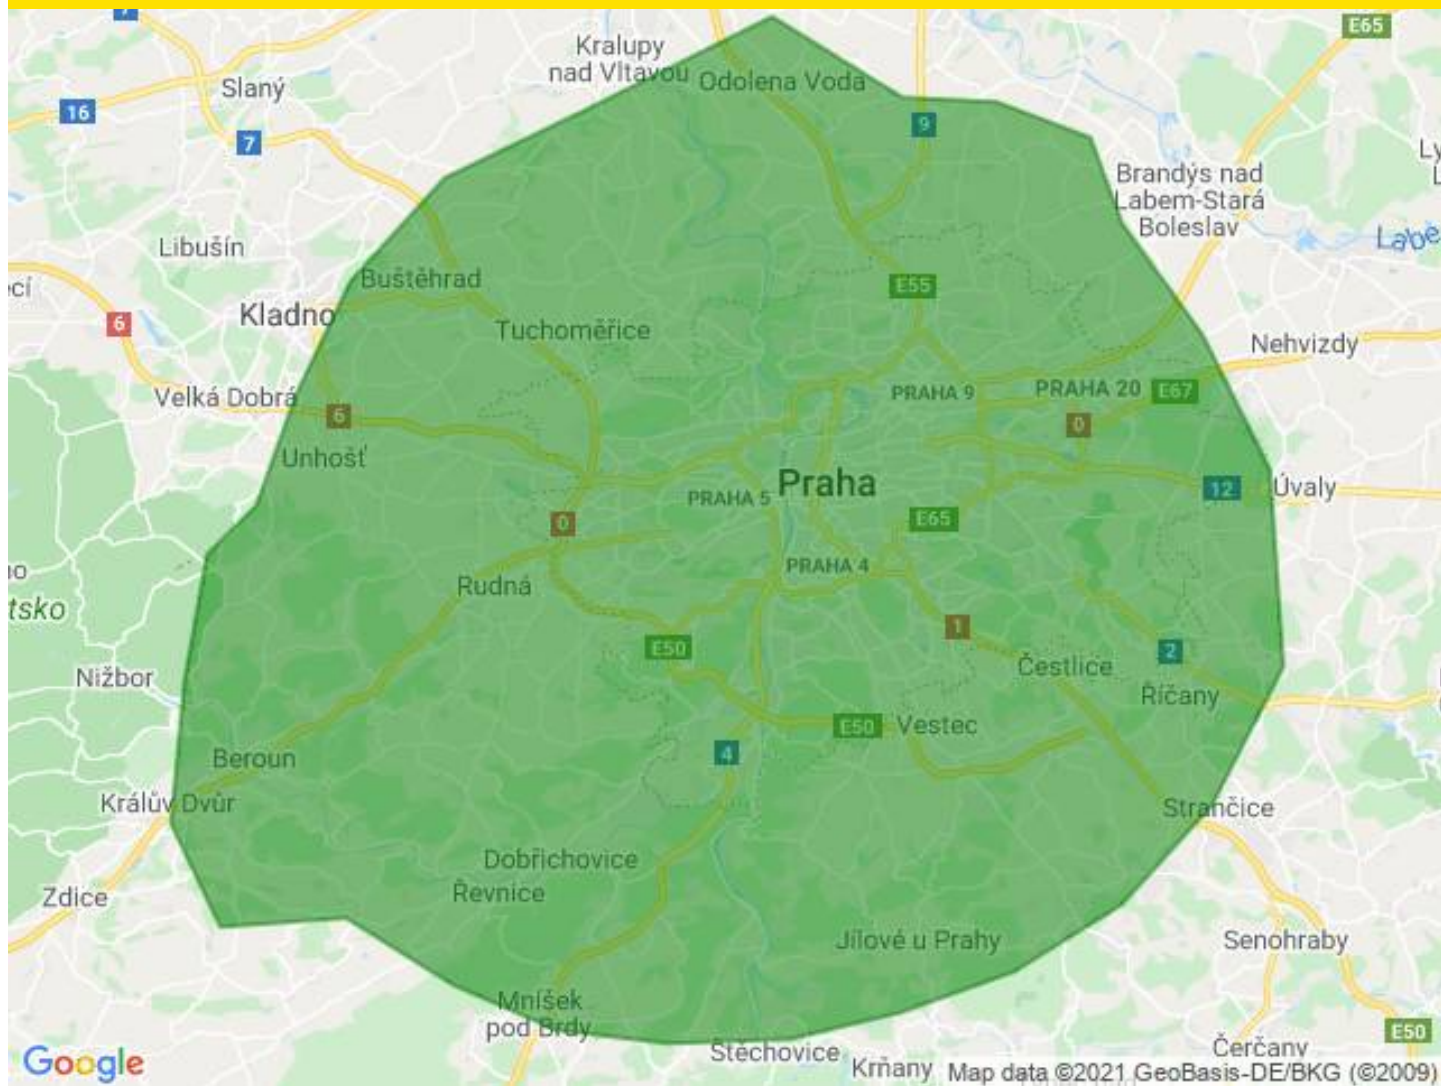 7
E65
Kralupy
nad Vltavou
Odolena Voda
Slaný
16
7
9
Brandýs nad
Labem-Stará
Boleslav
Labě
Libušín
Buštěhrad
E55
Kladno
6
Tuchoměřice
Nehvizdy
Velká Dobrá
6
PRAHA 9
PRAHA 20
E67
0
Unhošť
PRAHA 5
Praha
12
Úvaly
0
E65
PRAHA 4
Rudná
tsko
1
E50
2
Čestlice
Nižbor
Říčany
E50
Vestec
4
Beroun
Králův Dvůr
Strančice
Dobřichovice
Řevnice
Zdice
Jílové u Prahy
Senohraby
Mníšek
pod Brdy
E50
Štěchovice
Čerčany
Google
Krňany
Map data ©2021 GeoBasis-DE/BKG (©2009)